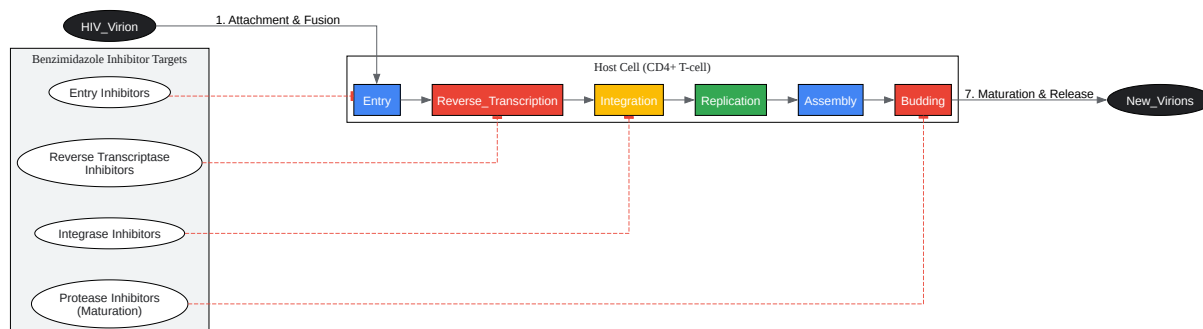 HIV_Virion
1. Attachment & Fusion
Benzimidazole Inhibitor Targets
Entry Inhibitors
Reverse Transcriptase
Inhibitors
Integrase Inhibitors
Protease Inhibitors
(Maturation)
Host Cell (CD4+ T-cell)
Entry
Reverse_Transcription
Integration
Replication
Assembly
Budding
7. Maturation & Release
New_Virions